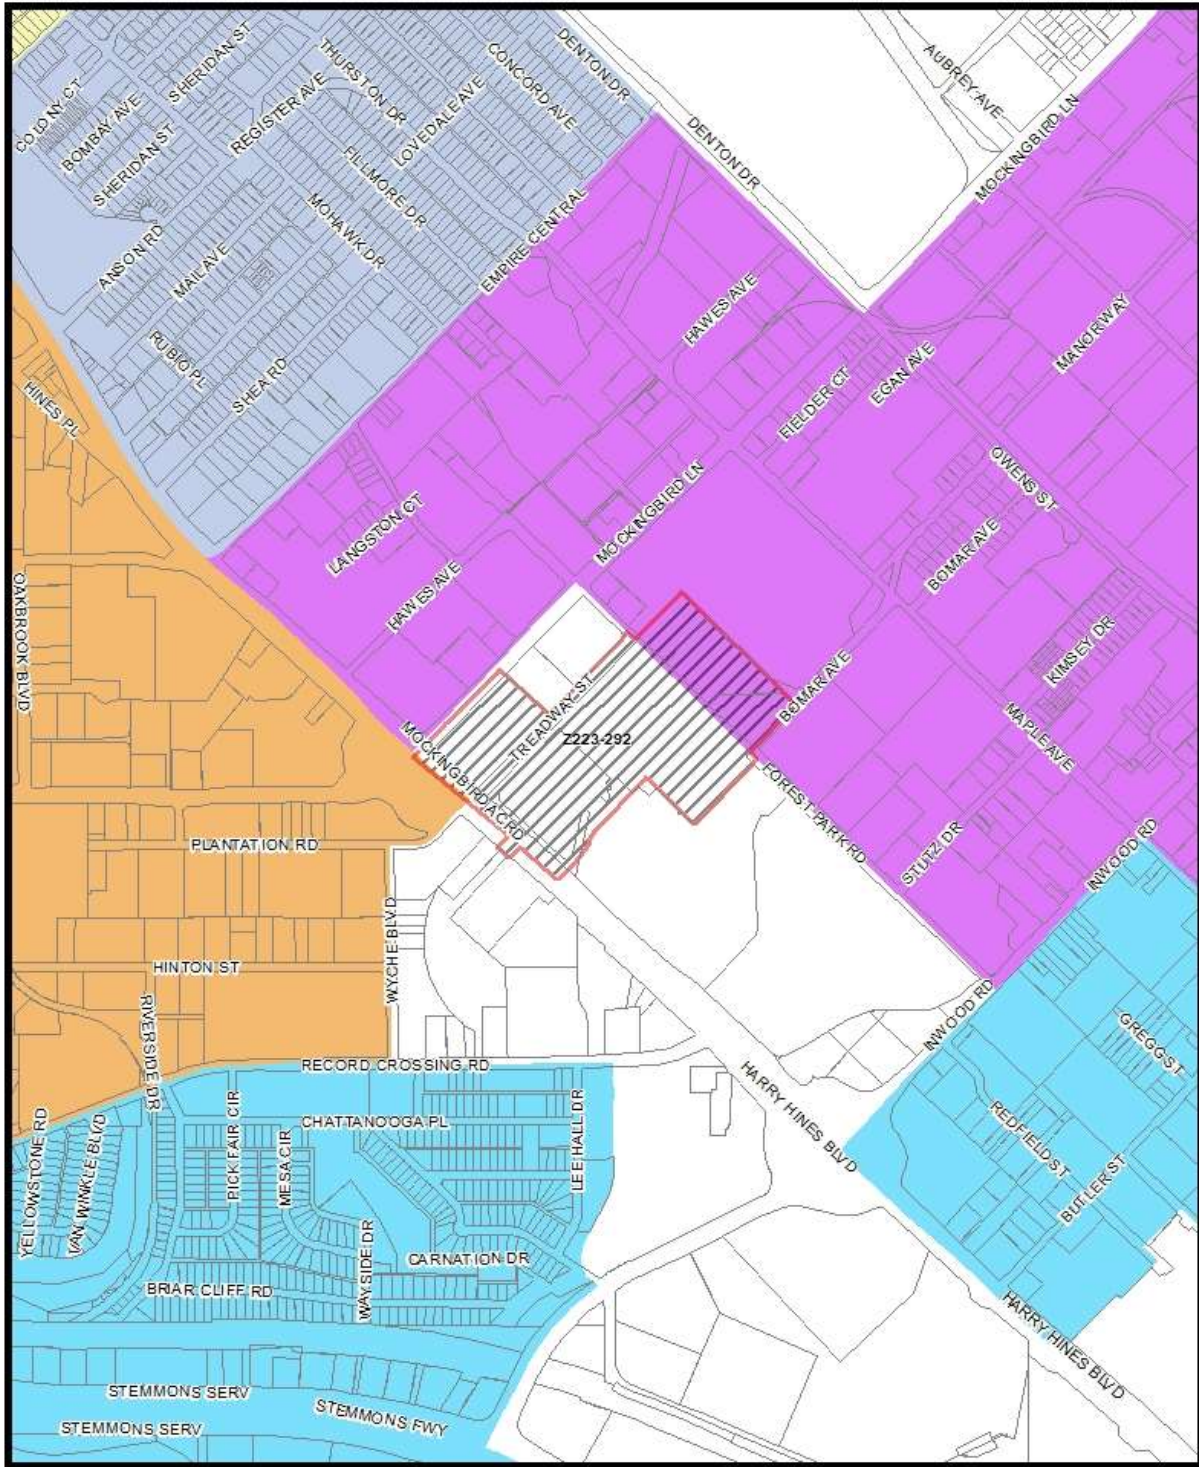 COLONY CT
BOMBAY AVE
SHERIDAN ST
SHERIDAN ST
REGISTER AVE
THURSTON DR
LOVEDALE AVE
CONCORD AVE
DENTON DR
FILLMORE DR
MOHAWK DR
ANSON RD
MAIL AVE
RUBIO PL
SHEA RD
EMPIRE CENTRAL
DENTON DR
AUBREY AVE
MOCKINGBIRD LN
HINES PL
HAWES AVE
MANOR WAY
EGAN AVE
FIELDER CT
LANGSTON CT
MOCKINGBIRD LN
OWENS ST
BOMAR AVE
HAWES AVE
OAKBROOK BLVD
KIMSEY DR
BOMAR AVE
TREADWAY ST
MAPLE AVE
Z223-292
MOCKINGBIRD ACRD
FOREST PARK RD
PLANTATION RD
STUTZ DR
INWOOD RD
WYCHE BLVD
HINTON ST
RIVERSIDE DR
INWOOD RD
GREGG ST
RECORD CROSSING RD
HARRY HINES BLVD
REDFIELD ST
BUTLER ST
YELLOWSTONE RD
VAN WINKLE BLVD
PICK FAIR CIR
MESA CIR
CHATTANOOGA PL
LEE HALL DR
CARNATION DR
WAYSIDE DR
BRIAR CLIFF RD
HARRY HINES BLVD
STEMMONS SERV
STEMMONS FWY
STEMMONS SERV